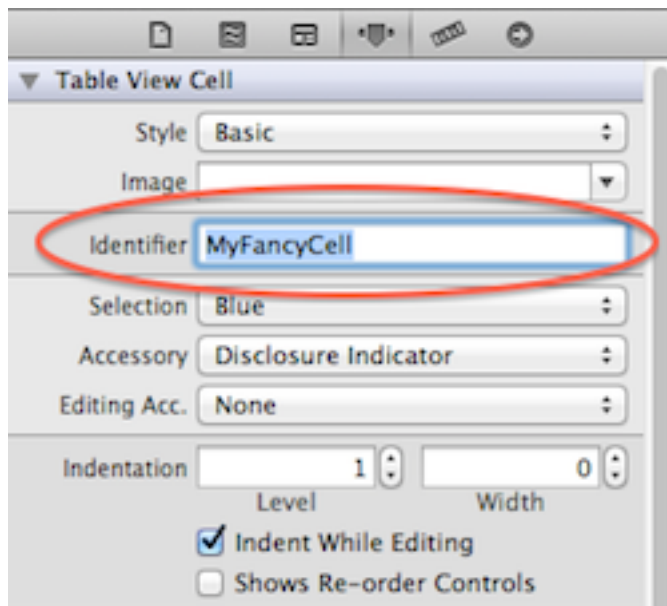 Table View Cell
Style Basic
Image
Identifier MyFancyCell
Selection Blue
Accessory Disclosure Indicator
Editing Acc. None
Indentation 1 0
Level Width
Indent While Editing
Shows Re-order Controls